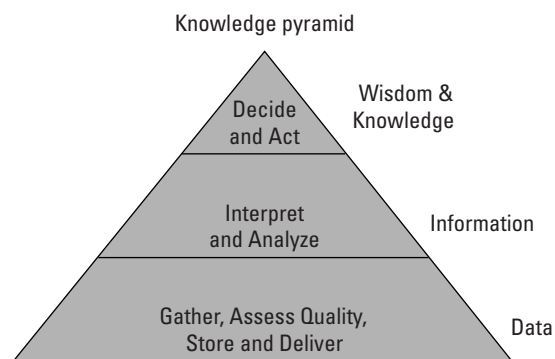 Knowledge pyramid
Decide
and Act
Wisdom &
Knowledge
Interpret
and Analyze
Information
Gather, Assess Quality,
Store and Deliver
Data